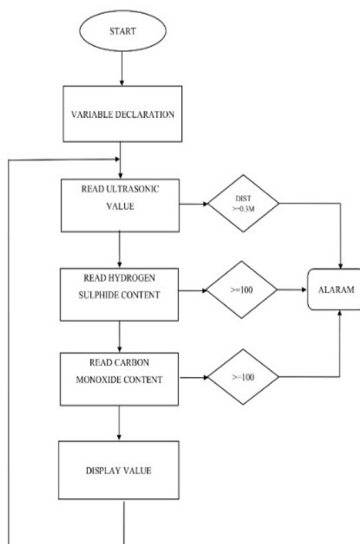 START
VARIABLE DECLARATION
READ ULTRASONIC
VALUE
DIST
>=0.3M
READ HYDROGEN
SULPHIDE CONTENT
>=100
ALARAM
READ CARBON
MONOXIDE CONTENT
>=100
DISPLAY VALUE